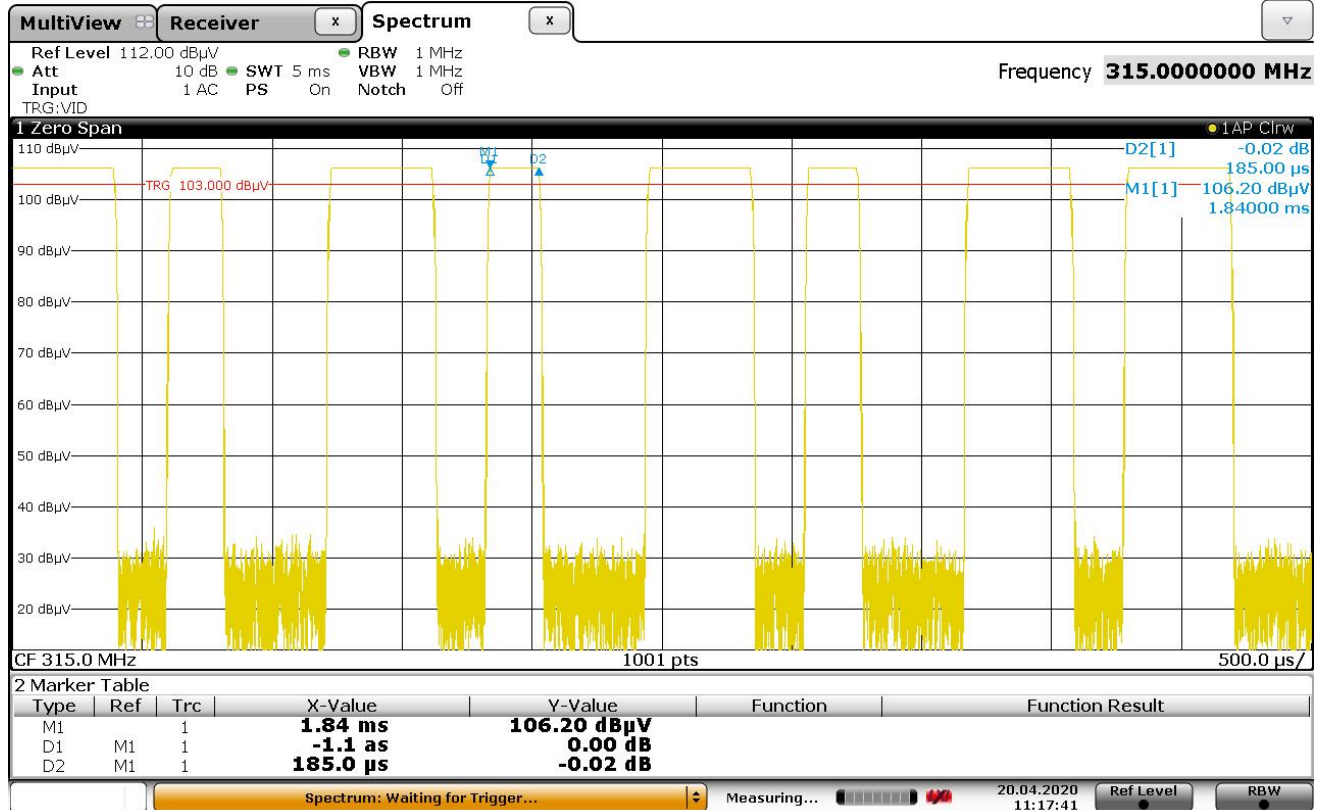 MultiView Receiver x Spectrum x
Ref Level 112.00 dBµV RBW 1 MHz
Att 10 dB SWT 5 ms VBW 1 MHz Frequency 315.0000000 MHz
Input 1 AC PS On Notch Off
TRG:VID
1 Zero Span 1AP Clrw
110 dBµV M1 D1 D2 D2[1] -0.02 dB
185.00 µs
TRG 103.000 dBµV M1[1] 106.20 dBµV
100 dBµV 1.84000 ms
90 dBµV
80 dBµV
70 dBµV
60 dBµV
50 dBµV
40 dBµV
30 dBµV
20 dBµV
CF 315.0 MHz 1001 pts 500.0 µs/
2 Marker Table
Type Ref Trc X-Value Y-Value Function Function Result
M1 1 1.84 ms 106.20 dBµV
D1 M1 1 -1.1 as 0.00 dB
D2 M1 1 185.0 µs -0.02 dB
Spectrum: Waiting for Trigger... Measuring... 20.04.2020 Ref Level RBW
11:17:41